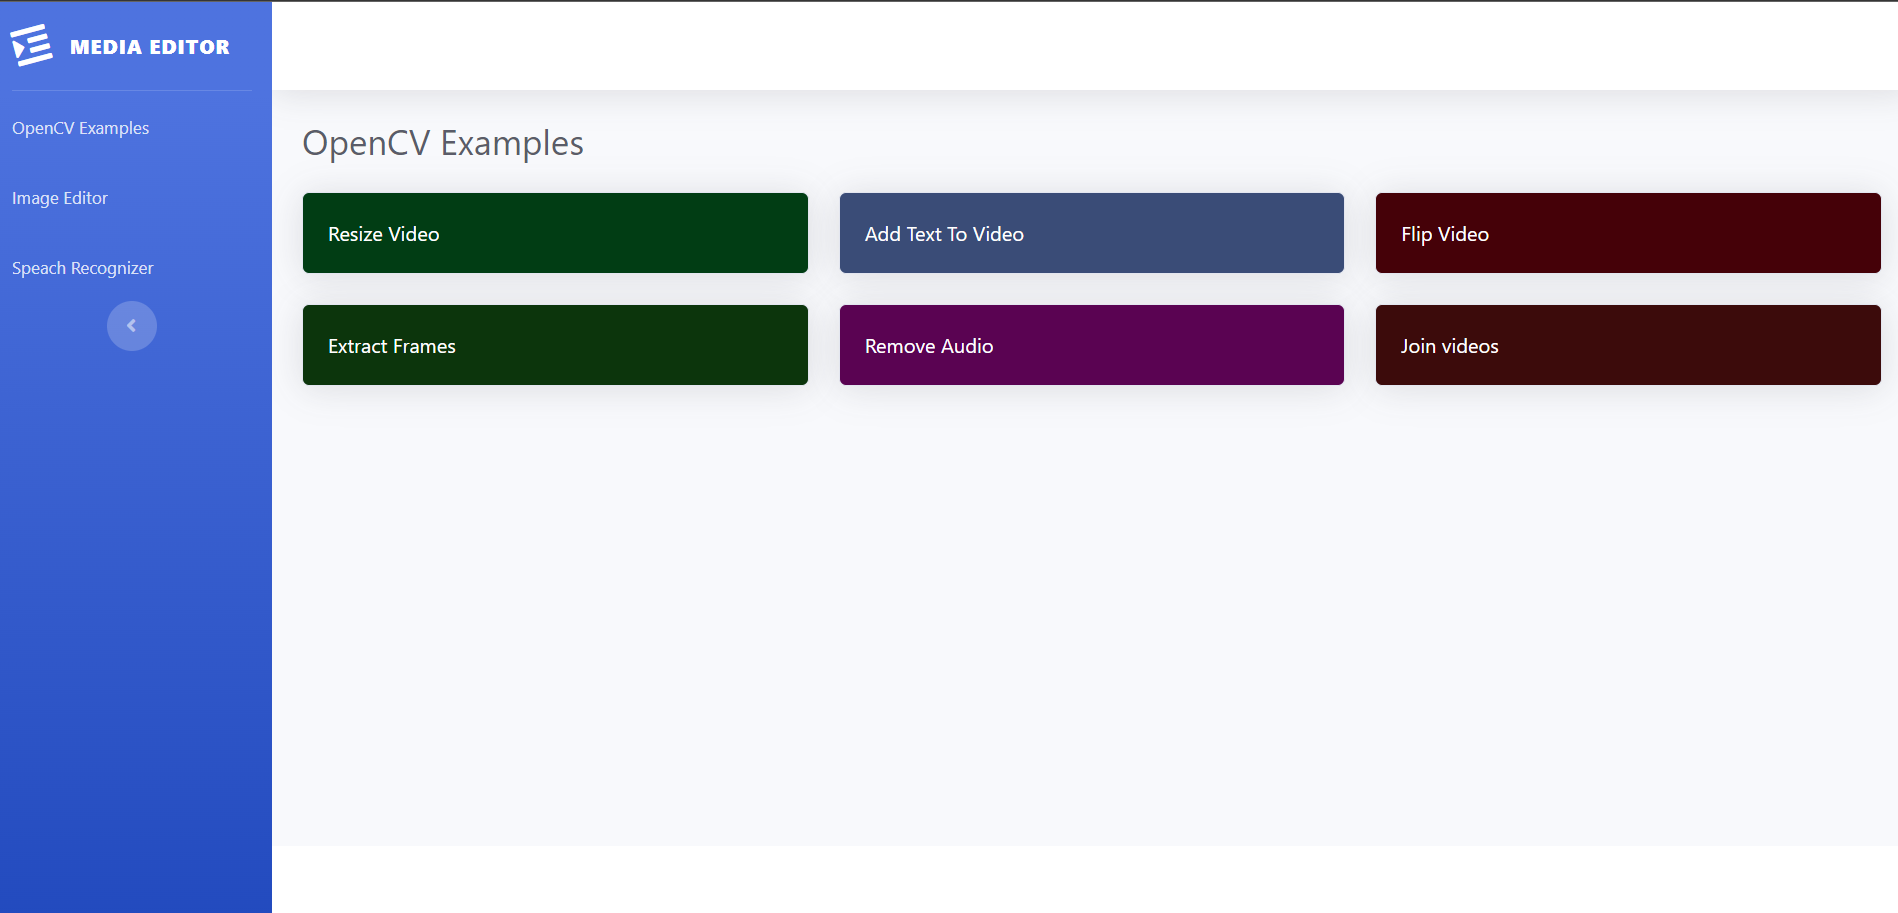 MEDIA EDITOR
OpenCV Examples
Image Editor
Speach Recognizer
OpenCV Examples
Resize Video
Add Text To Video
Flip Video
Extract Frames
Remove Audio
Join videos